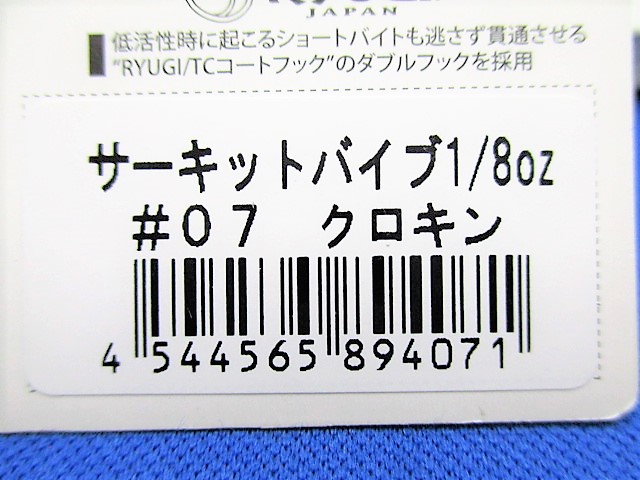 JAPAN
低活性時に起こるショートバイトも逃さず貫通させる
“RYUGI/TCコートフック”のダブルフックを採用
サーキットバイブ1/8oz
#07 クロキン
4 544565 894071